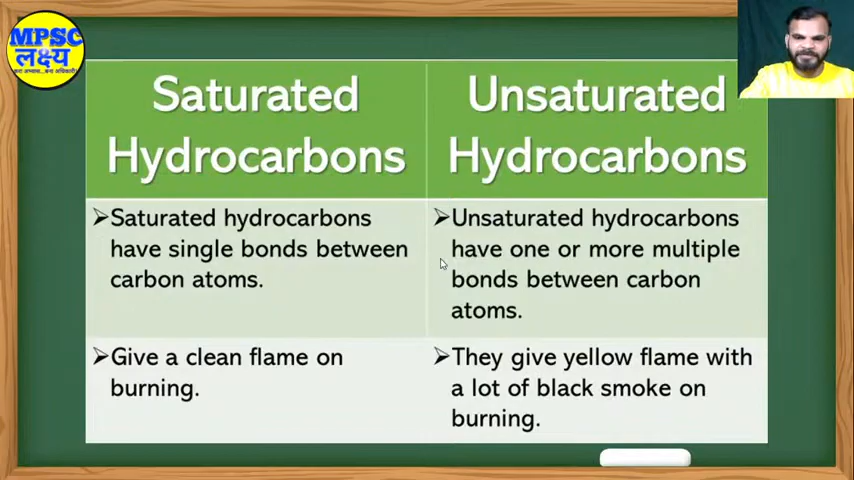 MPSC
लक्ष्य
Saturated
Hydrocarbons
Unsaturated
Hydrocarbons
➢Saturated hydrocarbons
have single bonds between
carbon atoms.
➢Unsaturated hydrocarbons
have one or more multiple
bonds between carbon
atoms.
➢Give a clean flame on
burning.
➢They give yellow flame with
a lot of black smoke on
burning.